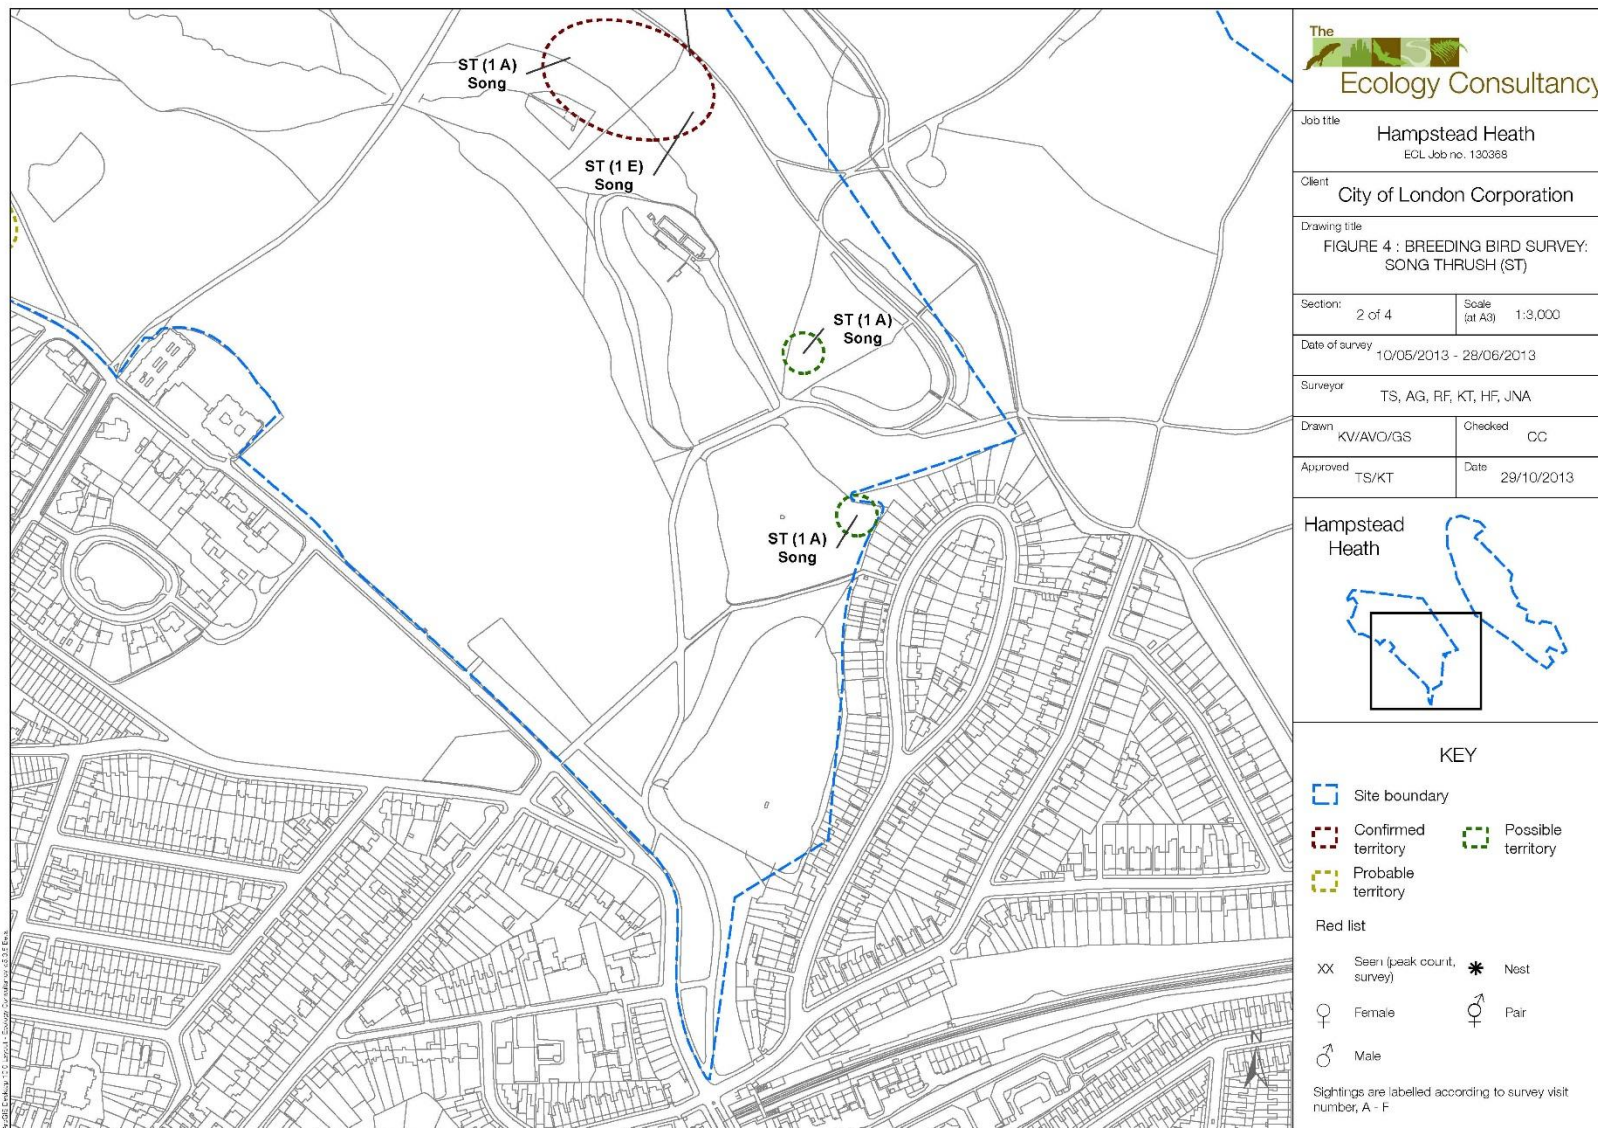 ST (1 A)
Song
ST (1 E)
Song
ST (1 A)
Song
ST (1 A)
Song
N
The
Ecology Consultancy
Job title
Hampstead Heath
ECL Job no. 130368
Client
City of London Corporation
Drawing title
FIGURE 4 : BREEDING BIRD SURVEY:
SONG THRUSH (ST)
Section:
2 of 4
Scale
(at A3)
1:3,000
Date of survey
10/05/2013 - 28/06/2013
Surveyor
TS, AG, RF, KT, HF, JNA
Drawn
KV/AVO/GS
Checked
CC
Approved
TS/KT
Date
29/10/2013
Hampstead
Heath
KEY
Site boundary
Confirmed
territory
Possible
territory
Probable
territory
Red list
XX
Seen (peak count,
survey)
Nest
Female
Pair
Male
Sightings are labelled according to survey visit
number, A - F